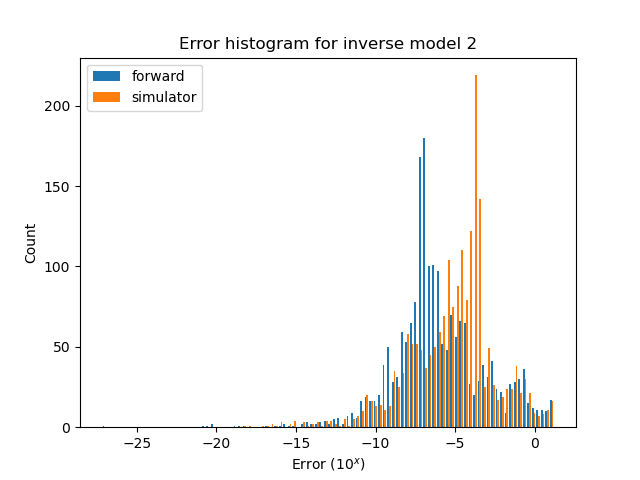 Error histogram for inverse model 2
forward
simulator
200
150
100
50
0
Count
−25 −20 −15 −10 −5 0
Error (10^x)